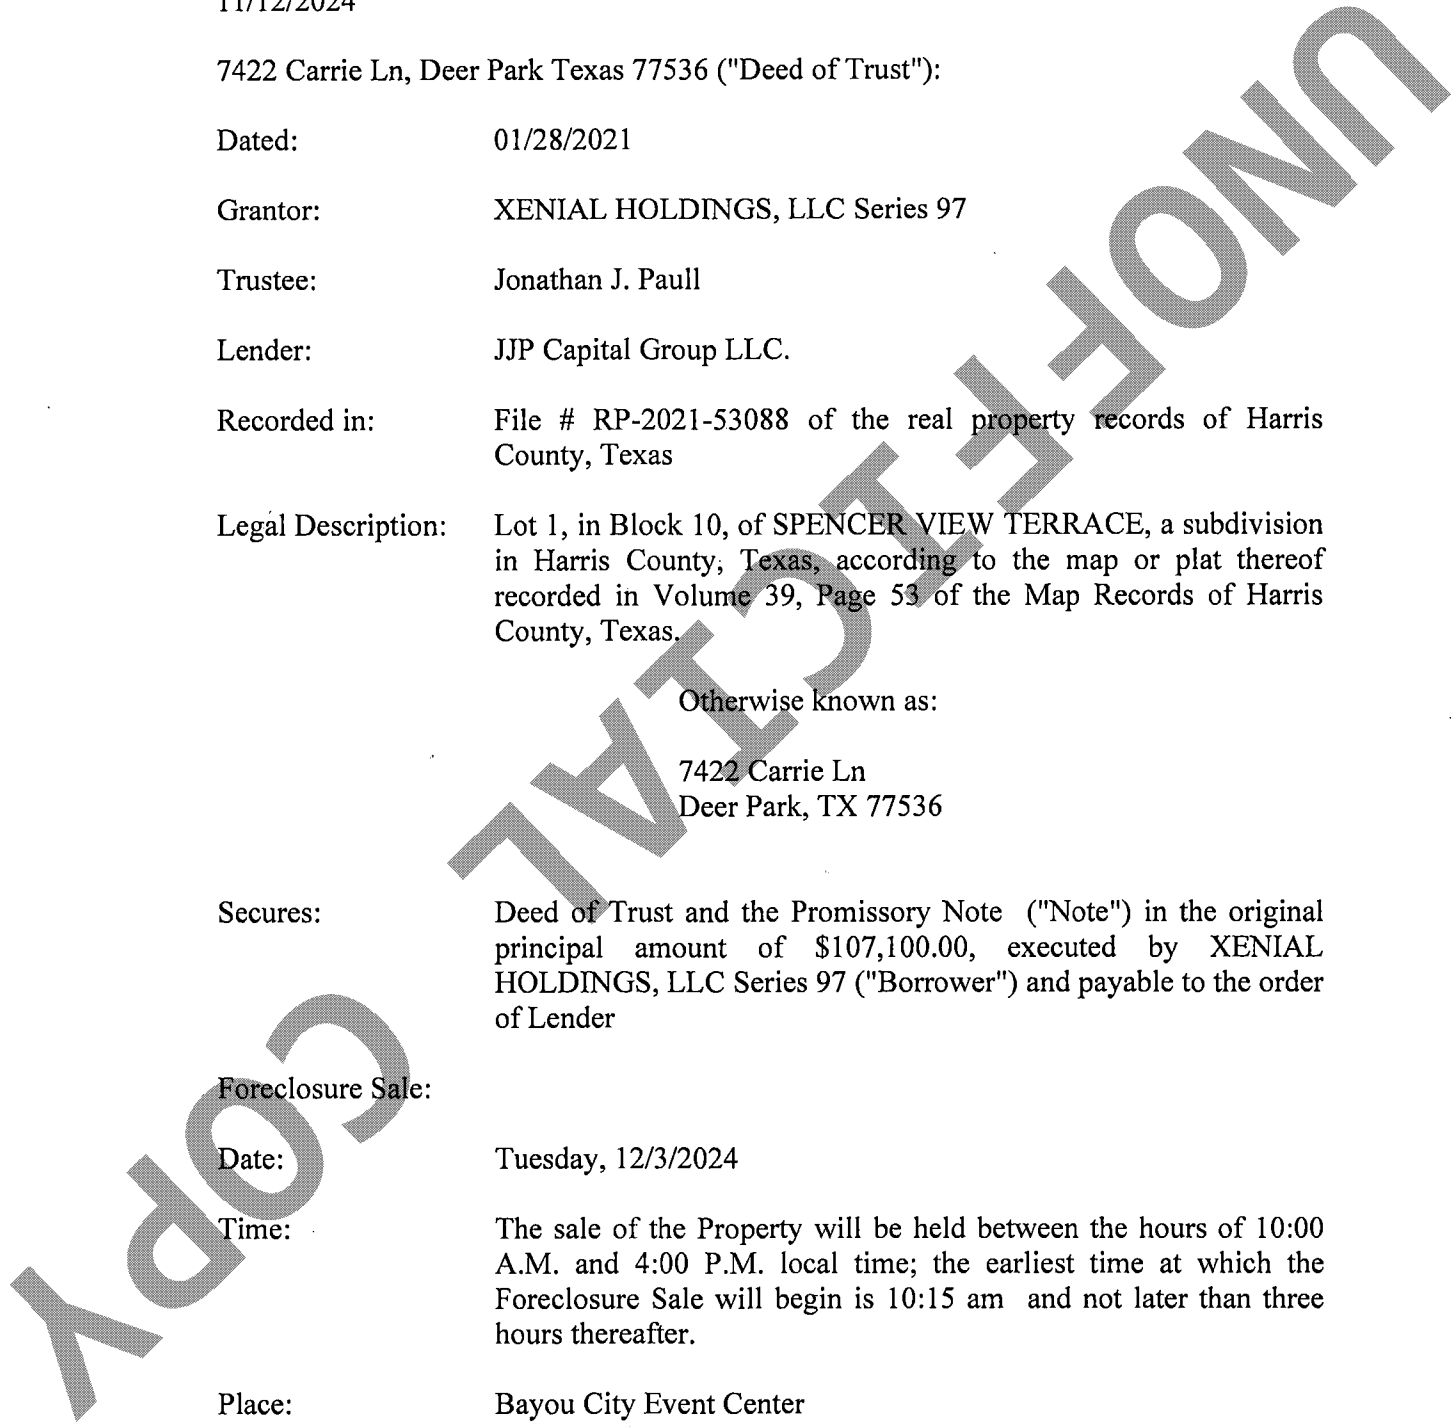 11/12/2024
7422 Carrie Ln, Deer Park Texas 77536 ("Deed of Trust"):
Dated: 01/28/2021
Grantor: XENIAL HOLDINGS, LLC Series 97
Trustee: Jonathan J. Paull
Lender: JJP Capital Group LLC.
Recorded in: File # RP-2021-53088 of the real property records of Harris
County, Texas
Legal Description: Lot 1, in Block 10, of SPENCER VIEW TERRACE, a subdivision
in Harris County, Texas, according to the map or plat thereof
recorded in Volume 39, Page 53 of the Map Records of Harris
County, Texas.
Otherwise known as:
7422 Carrie Ln
Deer Park, TX 77536
Secures: Deed of Trust and the Promissory Note ("Note") in the original
principal amount of $107,100.00, executed by XENIAL
HOLDINGS, LLC Series 97 ("Borrower") and payable to the order
of Lender
Foreclosure Sale:
Date: Tuesday, 12/3/2024
Time: The sale of the Property will be held between the hours of 10:00
A.M. and 4:00 P.M. local time; the earliest time at which the
Foreclosure Sale will begin is 10:15 am and not later than three
hours thereafter.
Place: Bayou City Event Center
UNOFFICIAL COPY